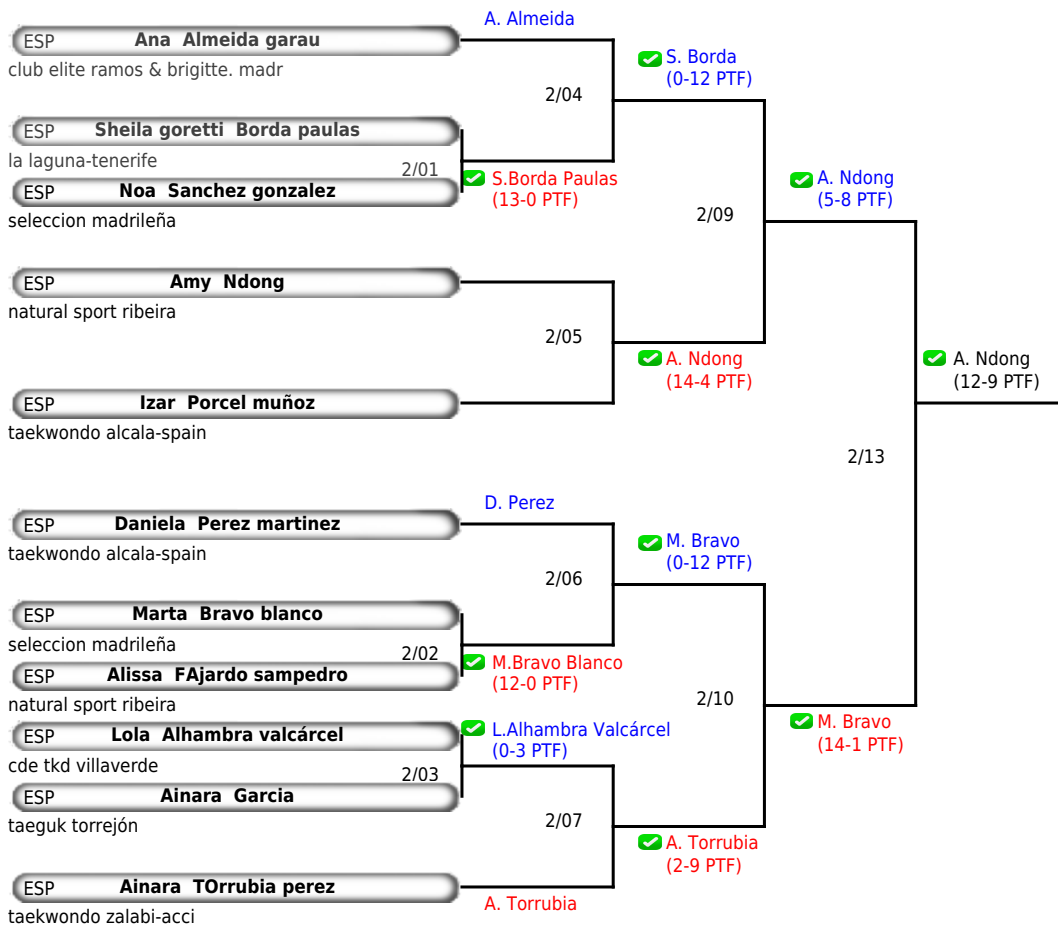 A. Almeida
ESP Ana Almeida garau
club elite ramos & brigitte. madr
S. Borda
(0-12 PTF)
2/04
ESP Sheila goretti Borda paulas
la laguna-tenerife
2/01
S.Borda Paulas
(13-0 PTF)
ESP Noa Sanchez gonzalez
seleccion madrileña
A. Ndong
(5-8 PTF)
2/09
ESP Amy Ndong
natural sport ribeira
2/05
A. Ndong
(14-4 PTF)
A. Ndong
(12-9 PTF)
ESP Izar Porcel muñoz
taekwondo alcala-spain
2/13
D. Perez
ESP Daniela Perez martinez
taekwondo alcala-spain
M. Bravo
(0-12 PTF)
2/06
ESP Marta Bravo blanco
seleccion madrileña
2/02
M.Bravo Blanco
(12-0 PTF)
ESP Alissa FAjardo sampedro
natural sport ribeira
2/10
L.Alhambra Valcárcel
(0-3 PTF)
ESP Lola Alhambra valcárcel
cde tkd villaverde
M. Bravo
(14-1 PTF)
2/03
ESP Ainara Garcia
taeguk torrejón
2/07
A. Torrubia
(2-9 PTF)
ESP Ainara TOrrubia perez
taekwondo zalabi-acci
A. Torrubia